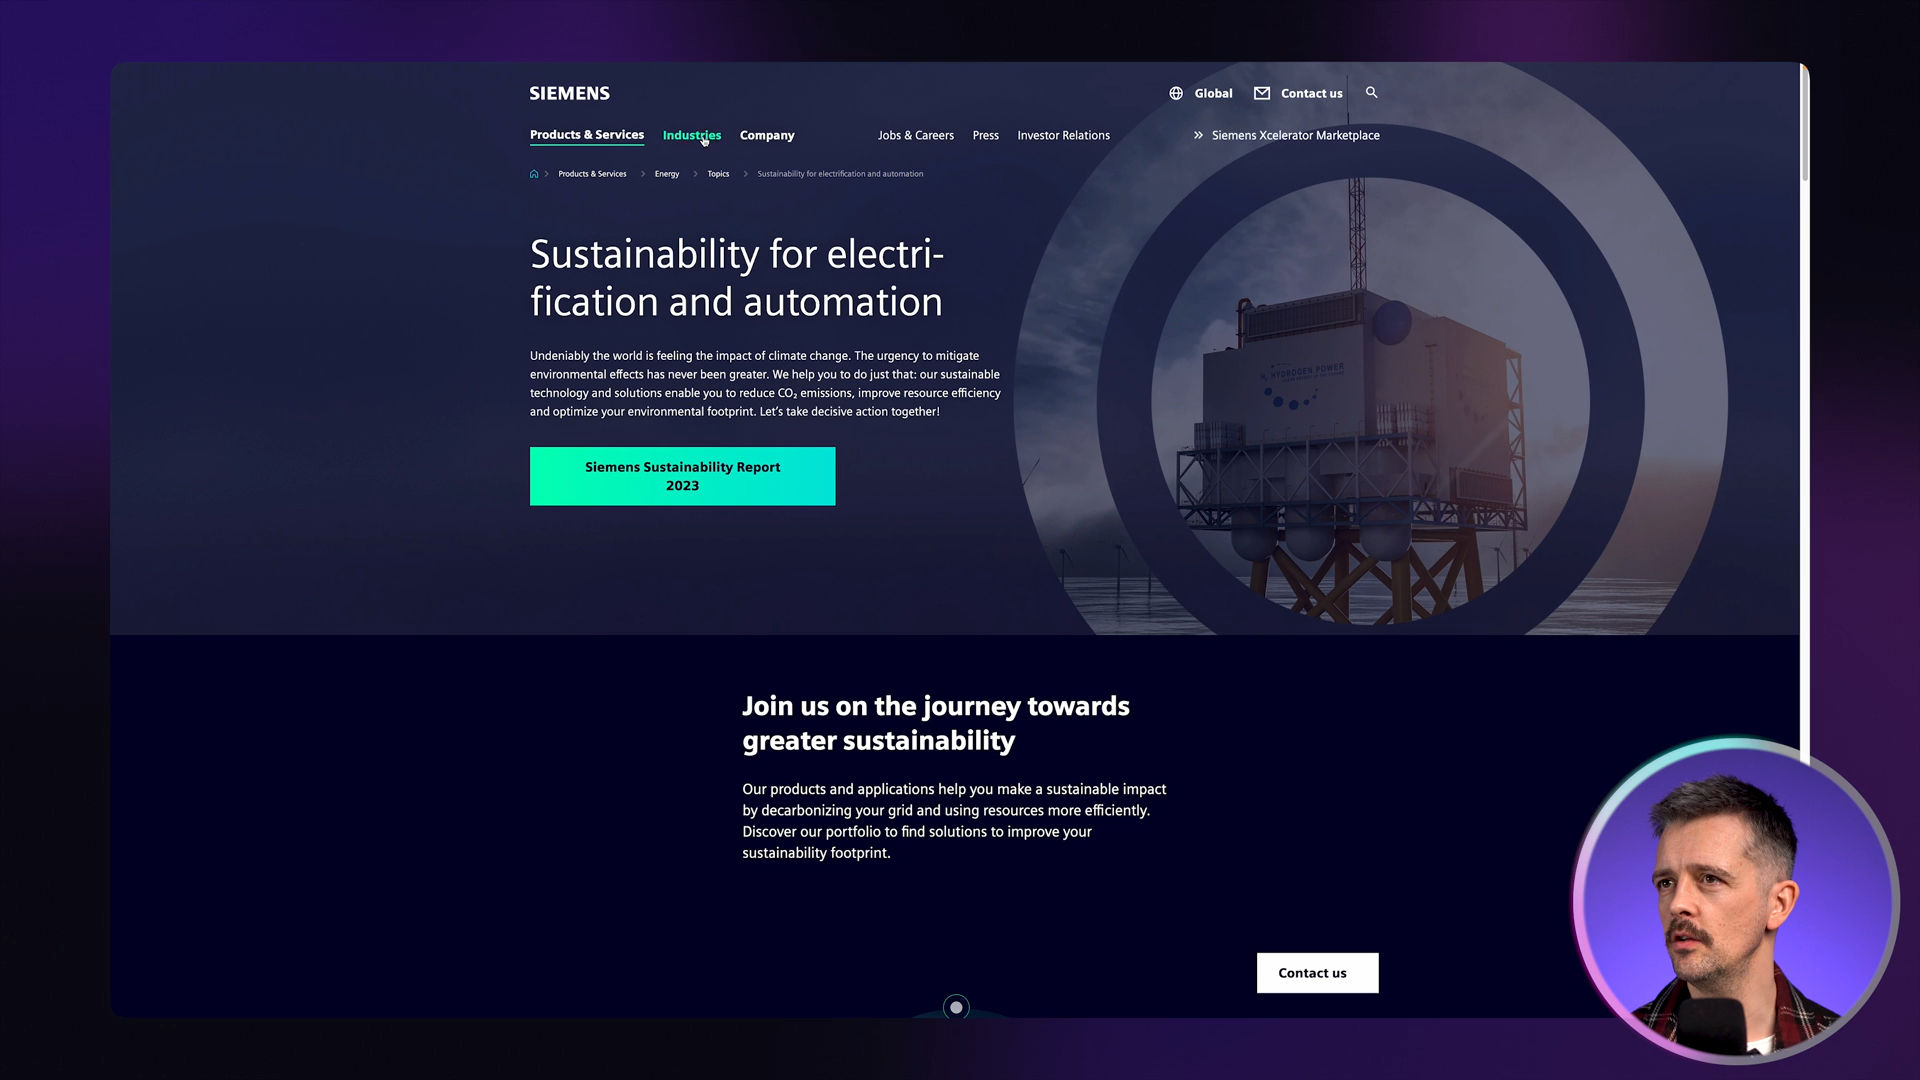 SIEMENS
Global
Contact us
Products & Services
Industries
Company
Jobs & Careers
Press
Investor Relations
Siemens Xcelerator Marketplace
Products & Services
Energy
Topics
Sustainability for electrification and automation
Sustainability for electri-
fication and automation
Undeniably the world is feeling the impact of climate change. The urgency to mitigate
environmental effects has never been greater. We help you to do just that: our sustainable
technology and solutions enable you to reduce CO₂ emissions, improve resource efficiency
and optimize your environmental footprint. Let’s take decisive action together!
Siemens Sustainability Report
2023
H₂ HYDROGEN POWER
Join us on the journey towards
greater sustainability
Our products and applications help you make a sustainable impact
by decarbonizing your grid and using resources more efficiently.
Discover our portfolio to find solutions to improve your
sustainability footprint.
Contact us